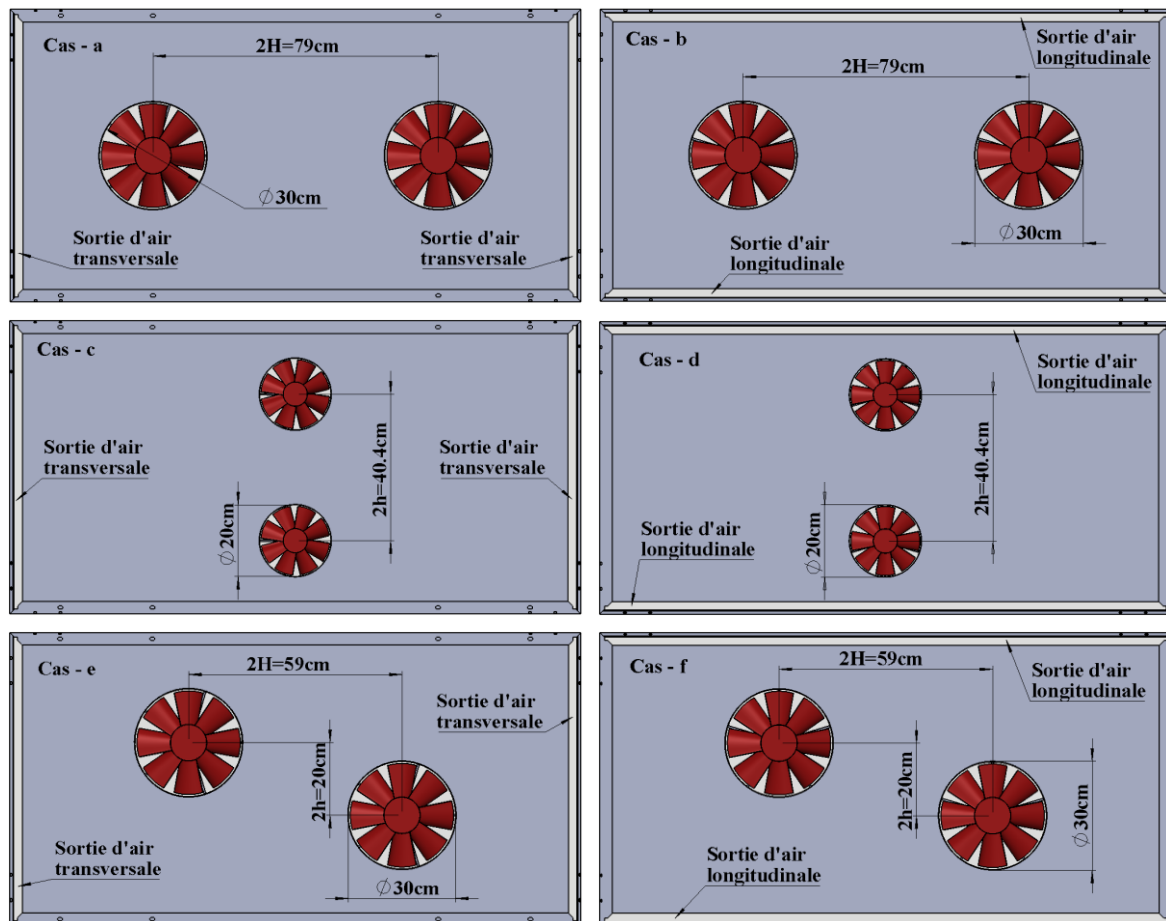 Cas - a
2H=79cm
∅30cm
Sortie d'air
transversale
Sortie d'air
transversale
Cas - b
Sortie d'air
longitudinale
2H=79cm
∅30cm
Sortie d'air
longitudinale
Cas - c
Sortie d'air
transversale
Sortie d'air
transversale
2h=40.4cm
∅20cm
Cas - d
Sortie d'air
longitudinale
2h=40.4cm
∅20cm
Sortie d'air
longitudinale
Cas - e
2H=59cm
Sortie d'air
transversale
2h=20cm
Sortie d'air
transversale
∅30cm
Cas - f
2H=59cm
Sortie d'air
longitudinale
2h=20cm
∅30cm
Sortie d'air
longitudinale